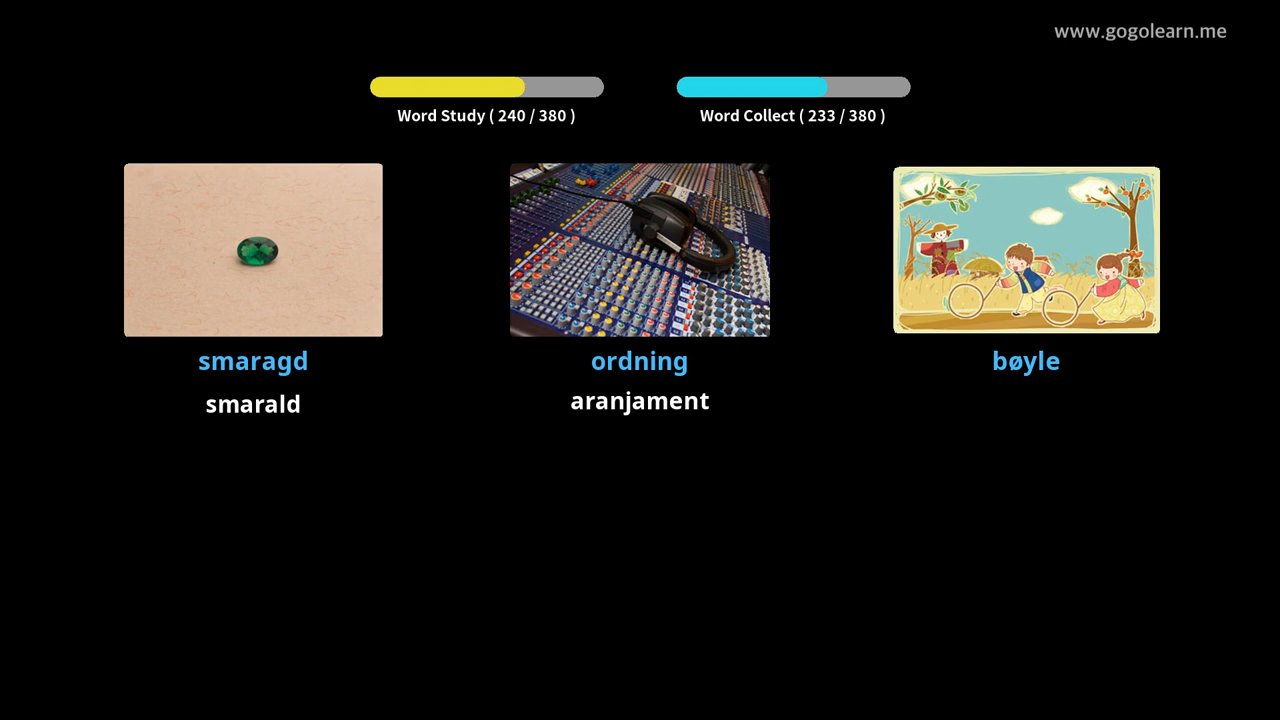 www.gogolearn.me
Word Study ( 240 / 380 )
Word Collect ( 233 / 380 )
smaragd
ordning
bøyle
smarald
aranjament